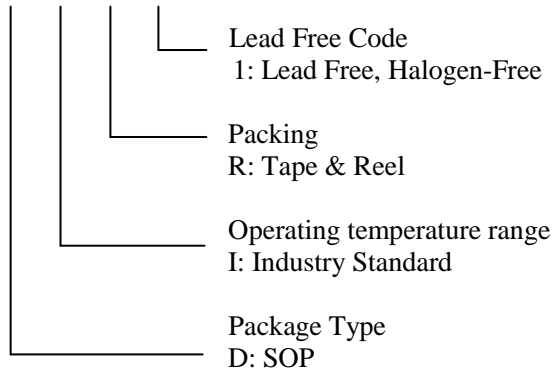 Lead Free Code
1: Lead Free, Halogen-Free
Packing
R: Tape & Reel
Operating temperature range
I: Industry Standard
Package Type
D: SOP